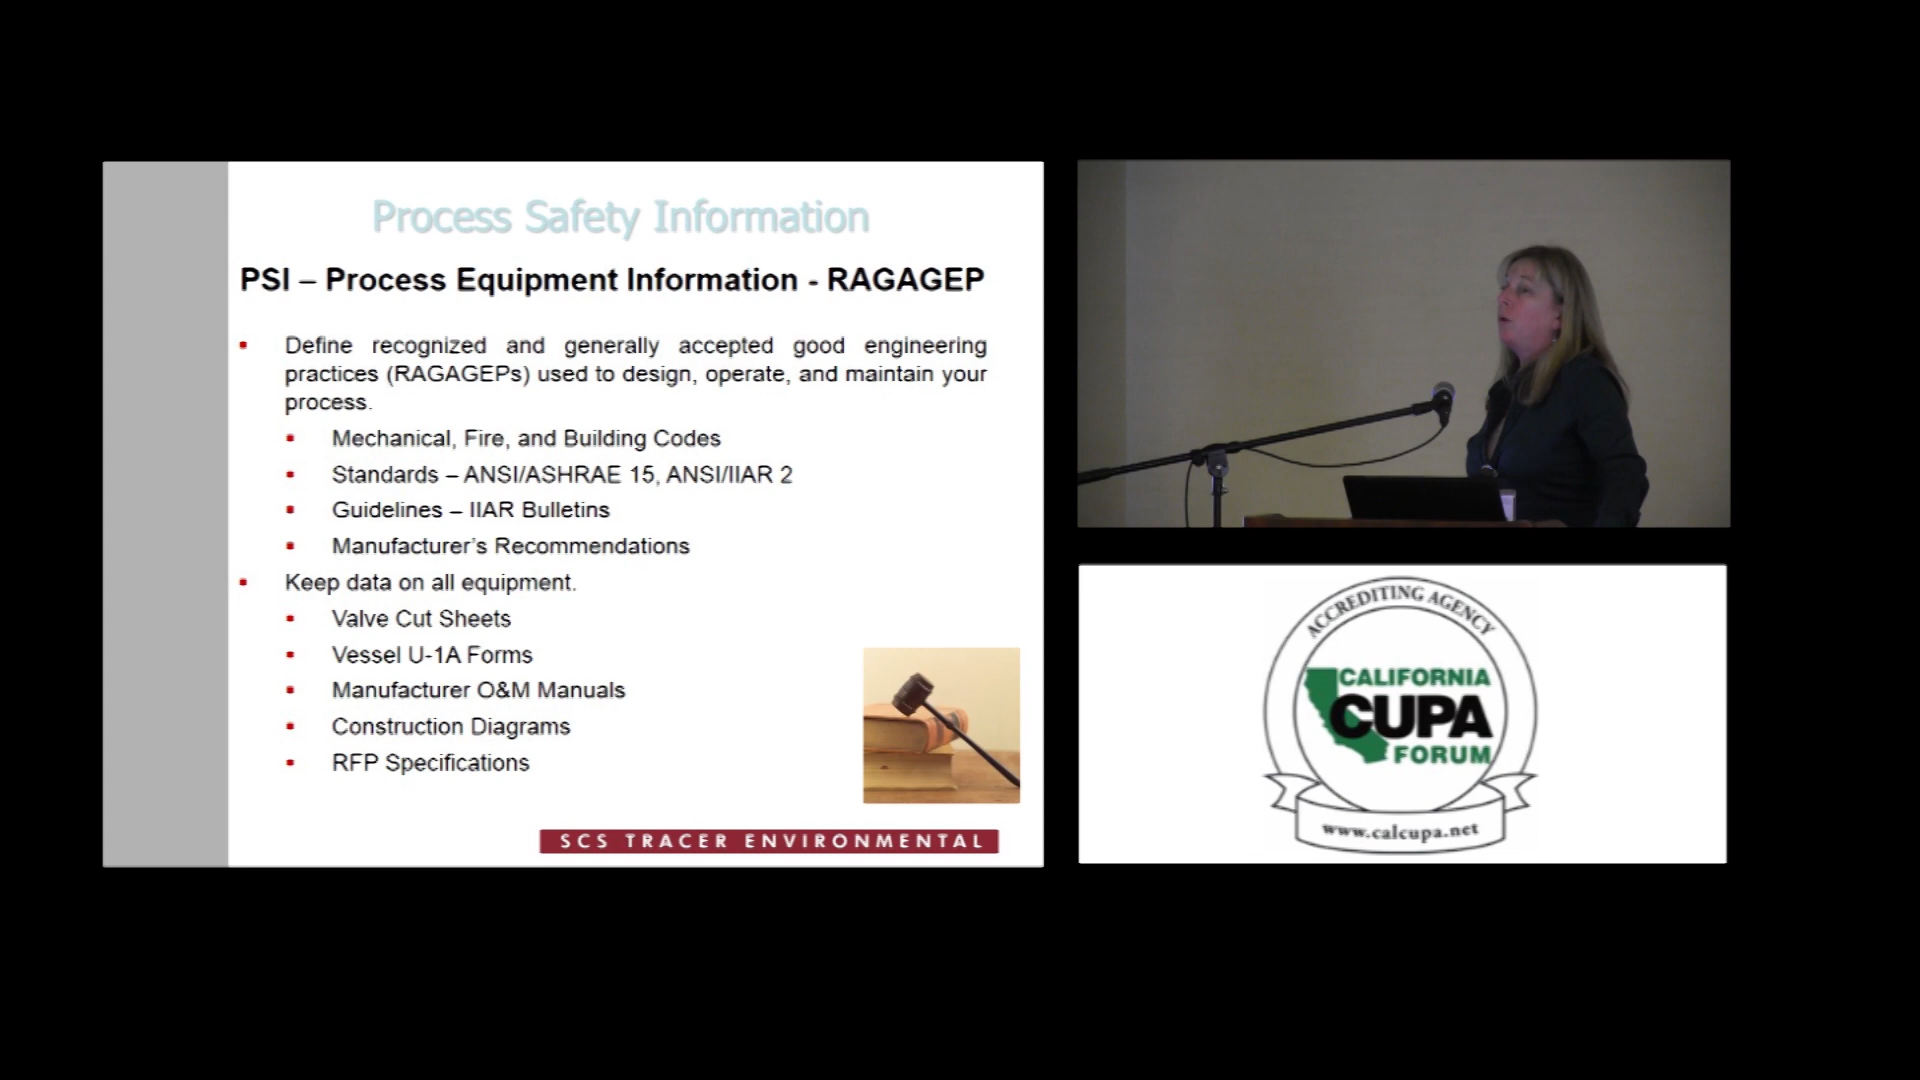 Process Safety Information
PSI – Process Equipment Information - RAGAGEP
Define recognized and generally accepted good engineering
practices (RAGAGEPs) used to design, operate, and maintain your
process.
Mechanical, Fire, and Building Codes
Standards – ANSI/ASHRAE 15, ANSI/IIAR 2
Guidelines – IIAR Bulletins
Manufacturer's Recommendations
Keep data on all equipment.
Valve Cut Sheets
Vessel U-1A Forms
Manufacturer O&M Manuals
Construction Diagrams
RFP Specifications
SCS TRACER ENVIRONMENTAL
ACCREDITING AGENCY
CALIFORNIA
CUPA
FORUM
www.calcupa.net